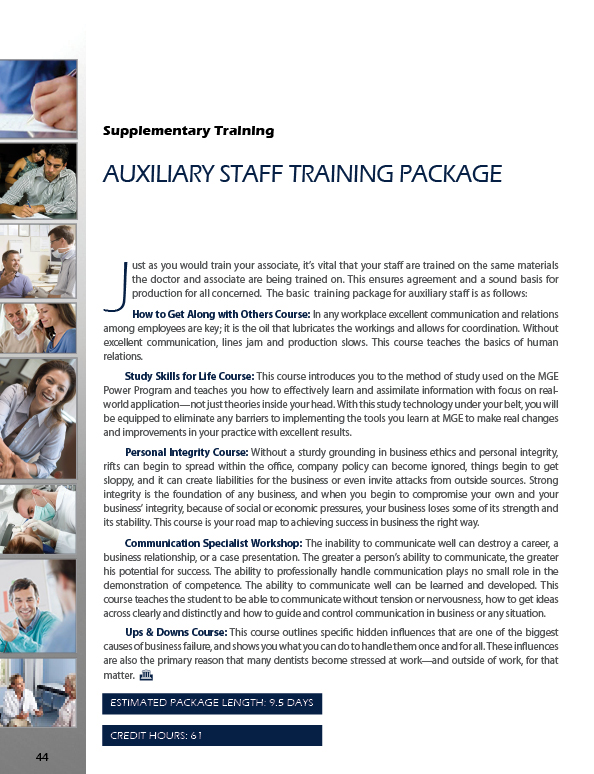 Supplementary Training
AUXILIARY STAFF TRAINING PACKAGE
Just as you would train your associate, it's vital that your staff are trained on the same materials
the doctor and associate are being trained on. This ensures agreement and a sound basis for
production for all concerned. The basic training package for auxiliary staff is as follows:
How to Get Along with Others Course: In any workplace excellent communication and relations
among employees are key; it is the oil that lubricates the workings and allows for coordination. Without
excellent communication, lines jam and production slows. This course teaches the basics of human
relations.
Study Skills for Life Course: This course introduces you to the method of study used on the MGE
Power Program and teaches you how to effectively learn and assimilate information with focus on real-
world application—not just theories inside your head. With this study technology under your belt, you will
be equipped to eliminate any barriers to implementing the tools you learn at MGE to make real changes
and improvements in your practice with excellent results.
Personal Integrity Course: Without a sturdy grounding in business ethics and personal integrity,
rifts can begin to spread within the office, company policy can become ignored, things begin to get
sloppy, and it can create liabilities for the business or even invite attacks from outside sources. Strong
integrity is the foundation of any business, and when you begin to compromise your own and your
business' integrity, because of social or economic pressures, your business loses some of its strength and
its stability. This course is your road map to achieving success in business the right way.
Communication Specialist Workshop: The inability to communicate well can destroy a career, a
business relationship, or a case presentation. The greater a person's ability to communicate, the greater
his potential for success. The ability to professionally handle communication plays no small role in the
demonstration of competence. The ability to communicate well can be learned and developed. This
course teaches the student to be able to communicate without tension or nervousness, how to get ideas
across clearly and distinctly and how to guide and control communication in business or any situation.
Ups & Downs Course: This course outlines specific hidden influences that are one of the biggest
causes of business failure, and shows you what you can do to handle them once and for all. These influences
are also the primary reason that many dentists become stressed at work—and outside of work, for that
matter.
ESTIMATED PACKAGE LENGTH: 9.5 DAYS
CREDIT HOURS: 61
44